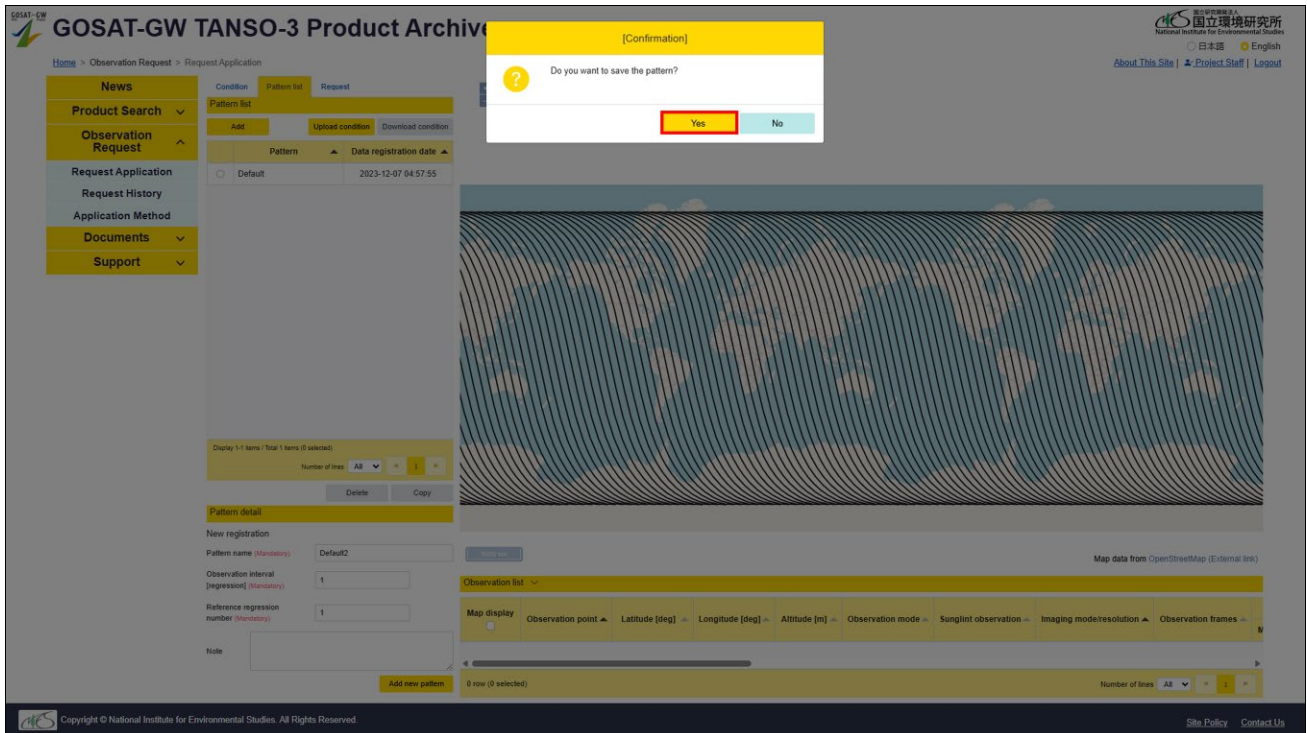 GOSAT-GW
GOSAT-GW TANSO-3 Product Archive
国立研究開発法人
国立環境研究所
National Institute for Environmental Studies
日本語 English
Home > Observation Request > Request Application
About This Site | Project Staff | Logout
[Confirmation]
Do you want to save the pattern?
Yes No
News
Product Search
Observation Request
Request Application
Request History
Application Method
Documents
Support
Condition Pattern list Request
Pattern list
Add Upload condition Download condition
Pattern Data registration date
Default 2023-12-07 04:57:55
Display 1-1 items / Total 1 items (0 selected)
Number of lines All 1
Delete Copy
Pattern detail
New registration
Pattern name (Mandatory) Default2
Observation interval [regression] (Mandatory) 1
Reference regression number (Mandatory) 1
Note
Add new pattern
Map data from OpenStreetMap (External link)
Observation list
Map display Observation point Latitude [deg] Longitude [deg] Altitude [m] Observation mode Sunglint observation Imaging mode/resolution Observation frames
0 row (0 selected) Number of lines All 1
Copyright © National Institute for Environmental Studies. All Rights Reserved.
Site Policy Contact Us